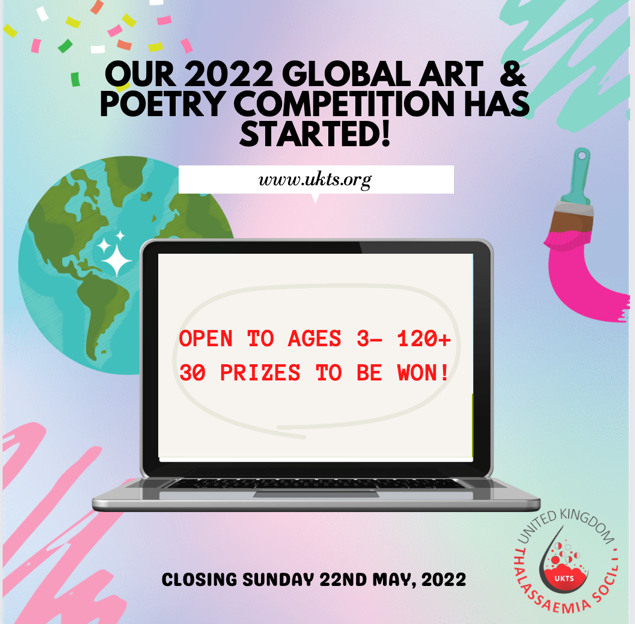 OUR 2022 GLOBAL ART &
POETRY COMPETITION HAS
STARTED!
www.ukts.org
OPEN TO AGES 3– 120+
30 PRIZES TO BE WON!
CLOSING SUNDAY 22ND MAY, 2022
UNITED KINGDOM
THALASSAEMIA SOCIETY
UKTS